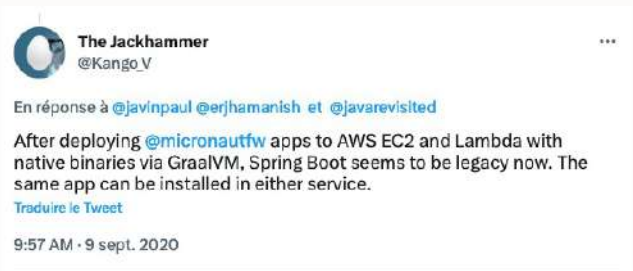 The Jackhammer
@Kango_V
En réponse à @javinpaul @erjhamanish et @javarevisited
After deploying @micronautfw apps to AWS EC2 and Lambda with
native binaries via GraalVM, Spring Boot seems to be legacy now. The
same app can be installed in either service.
Traduire le Tweet
9:57 AM · 9 sept. 2020